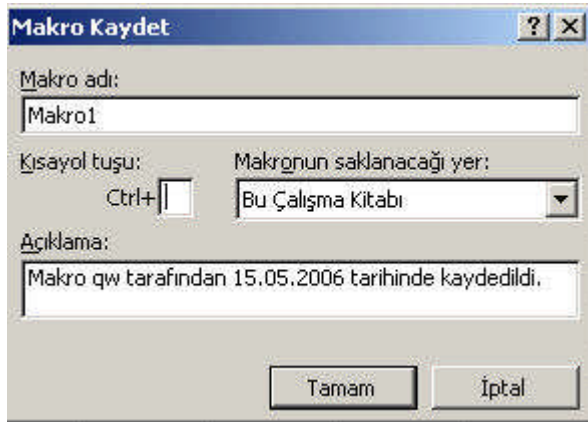 Makro Kaydet
Makro adı:
Makro1
Kısayol tuşu: Makronun saklanacağı yer:
Ctrl+ Bu Çalışma Kitabı
Açıklama:
Makro qw tarafından 15.05.2006 tarihinde kaydedildi.
Tamam İptal